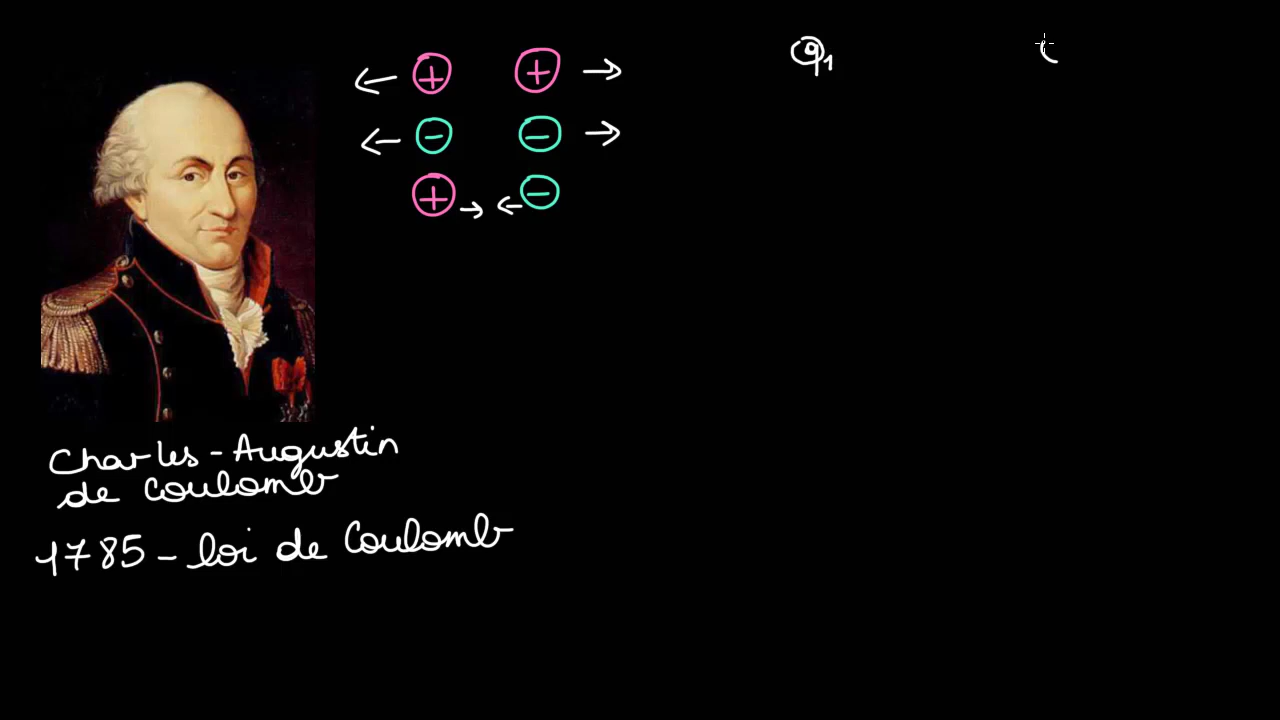 ← + + →
← - - →
+ → ← -
q₁
Charles-Augustin
de Coulomb
1785 - loi de Coulomb